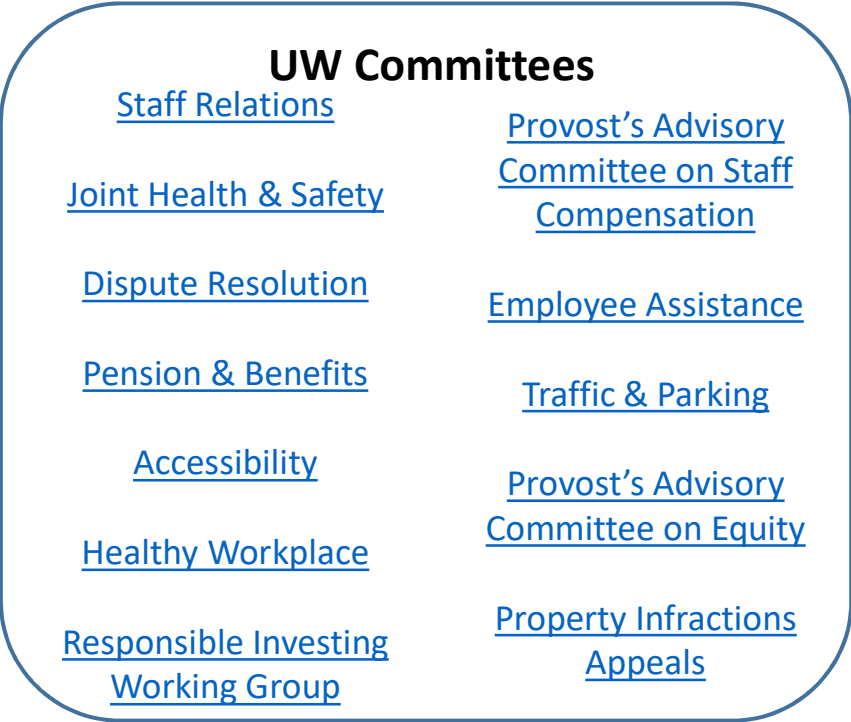 UW Committees
Staff Relations
Joint Health & Safety
Dispute Resolution
Pension & Benefits
Accessibility
Healthy Workplace
Responsible Investing
Working Group
Provost’s Advisory
Committee on Staff
Compensation
Employee Assistance
Traffic & Parking
Provost’s Advisory
Committee on Equity
Property Infractions
Appeals